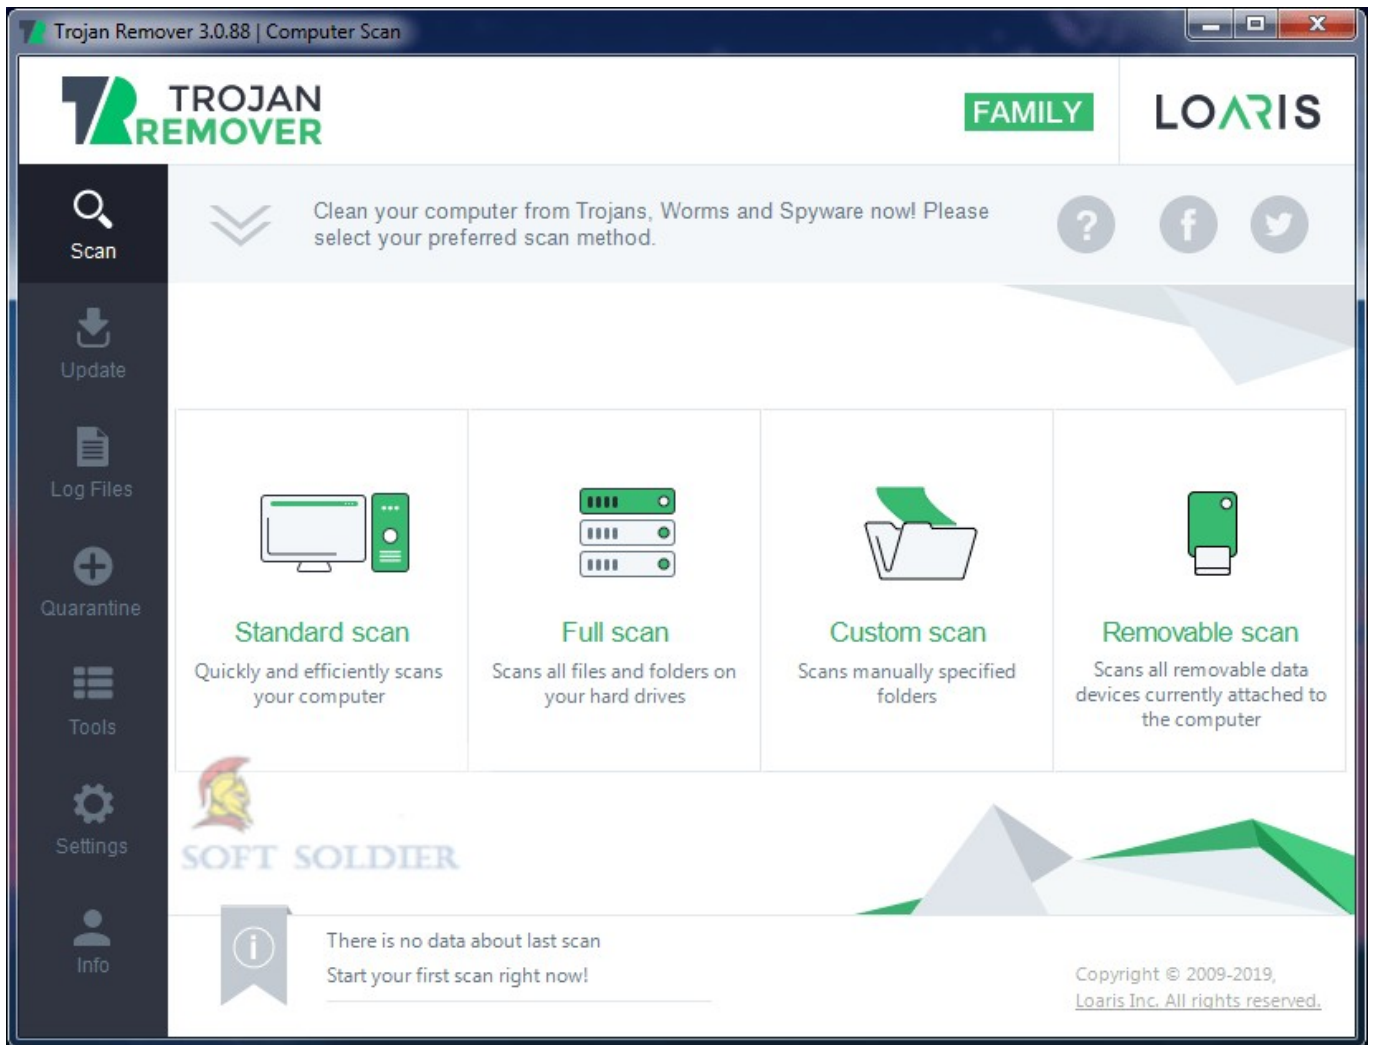 Trojan Remover 3.0.88 | Computer Scan
TROJAN
REMOVER
FAMILY
LOARIS
Scan
Clean your computer from Trojans, Worms and Spyware now! Please
select your preferred scan method.
?
Update
Log Files
Quarantine
Tools
Settings
Info
Standard scan
Quickly and efficiently scans
your computer
Full scan
Scans all files and folders on
your hard drives
Custom scan
Scans manually specified
folders
Removable scan
Scans all removable data
devices currently attached to
the computer
SOFT SOLDIER
There is no data about last scan
Start your first scan right now!
Copyright © 2009-2019,
Loaris Inc. All rights reserved.